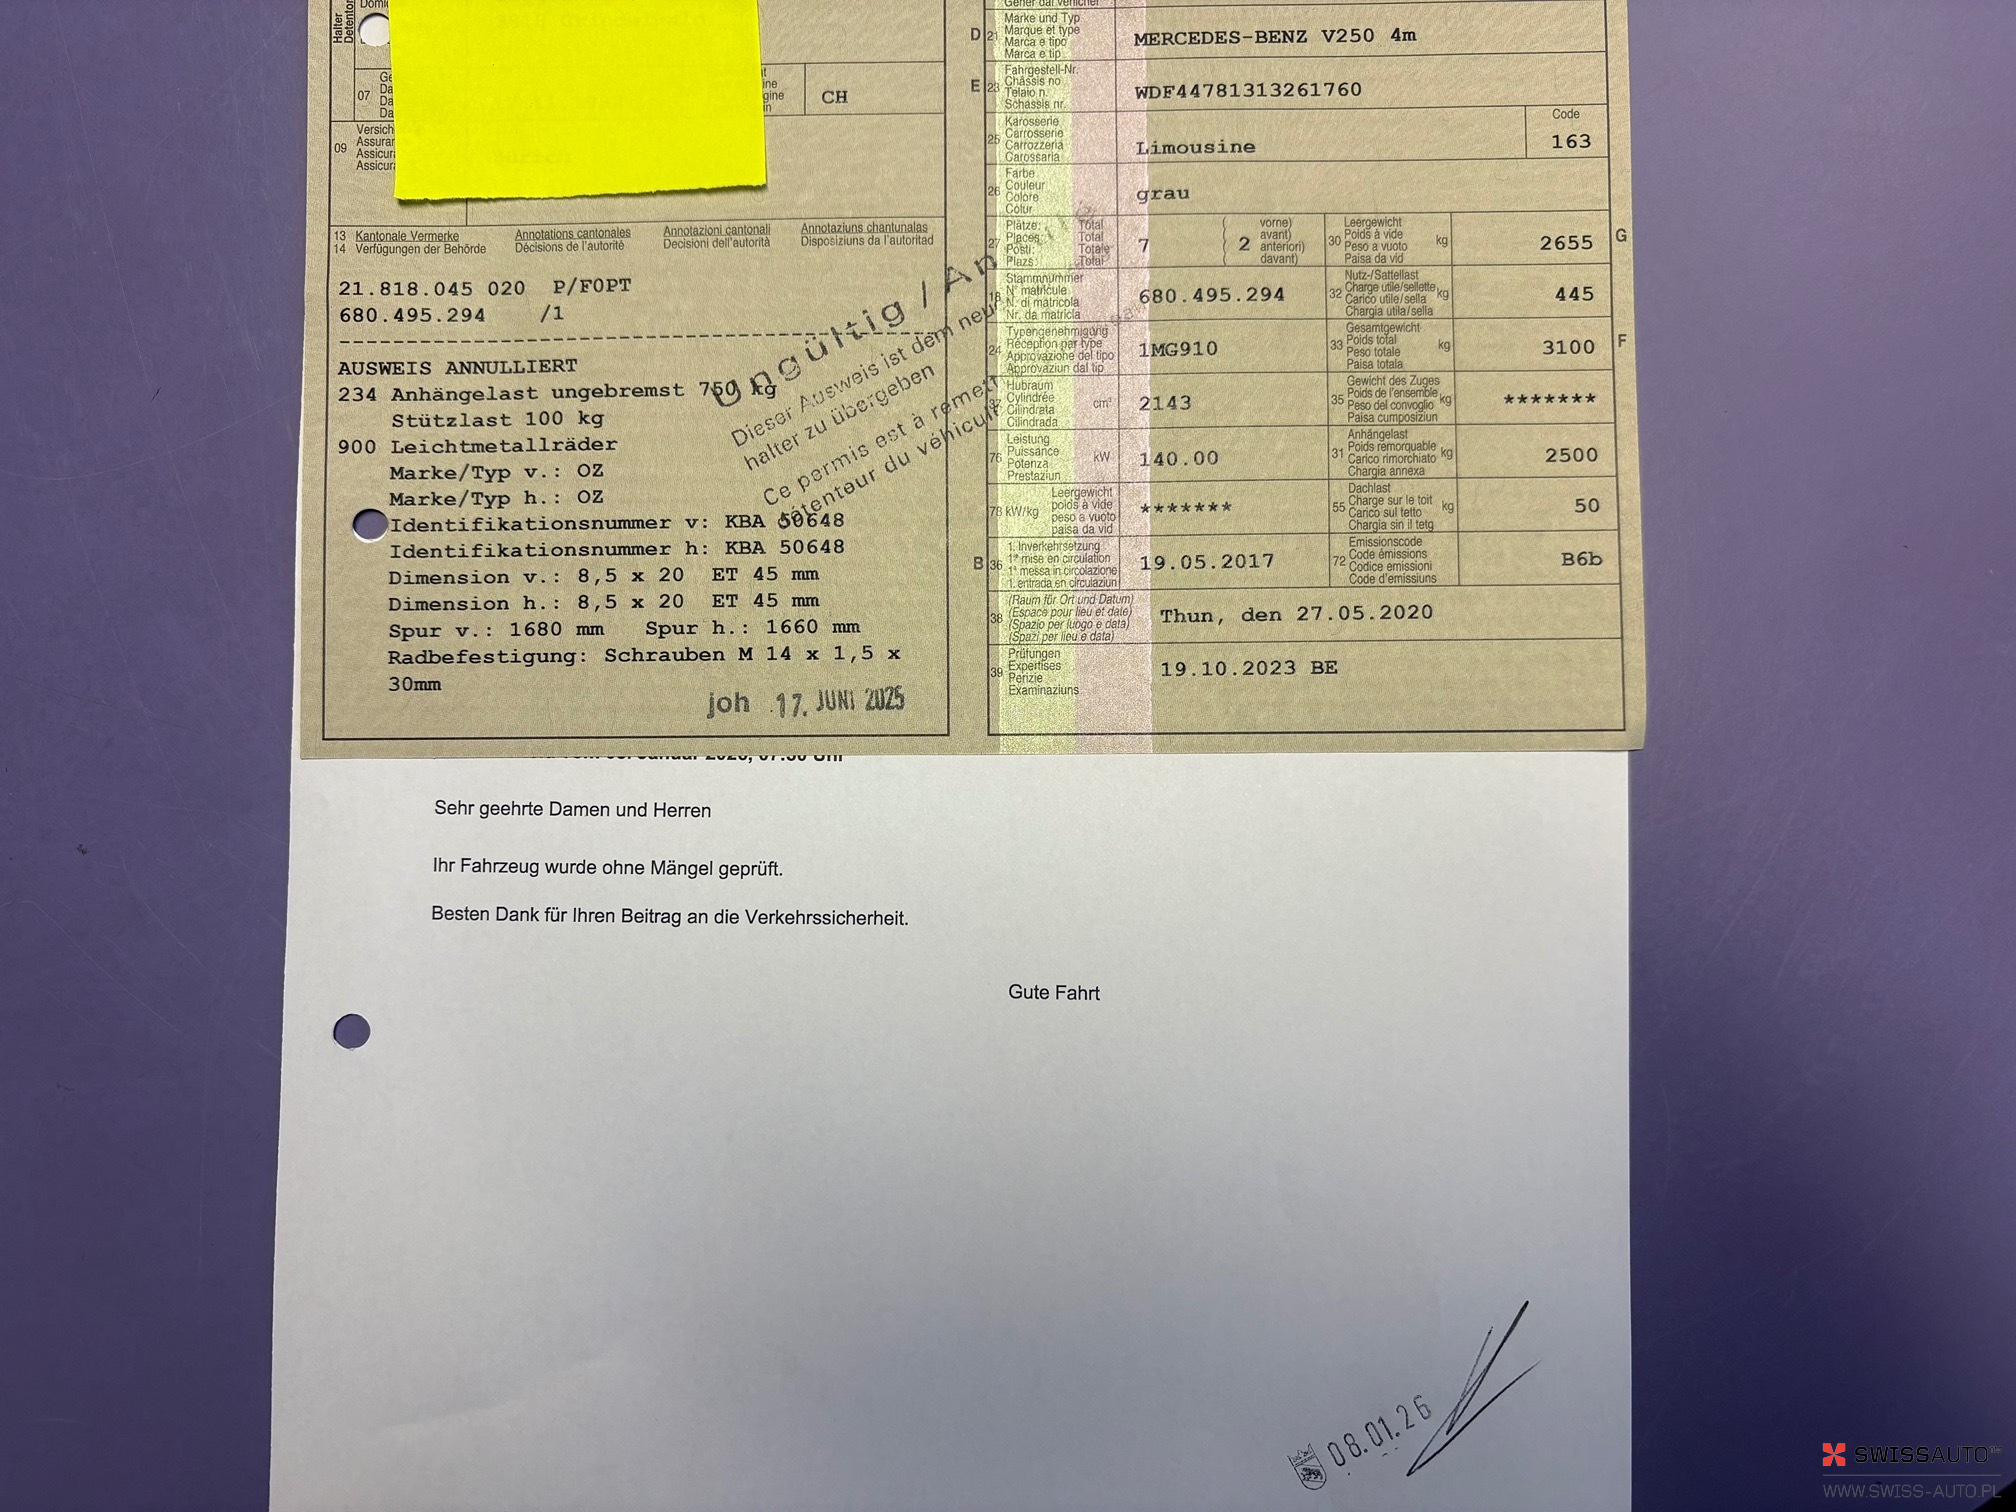 Halter
Detentor
07
CH
09
Versich
Assurar
Assicur
Assicur
13 Kantonale Vermerke Annotations cantonales Annotazioni cantonali Annotaziuns chantunalas
14 Verfügungen der Behörde Décisions de l'autorité Decisioni dell'autorità Disposiziuns da l'autoritad
21.818.045 020 P/F0PT
680.495.294 /1
AUSWEIS ANNULLIERT
234 Anhängelast ungebremst 750 kg
Stützlast 100 kg
900 Leichtmetallräder
Marke/Typ v.: OZ
Marke/Typ h.: OZ
Identifikationsnummer v: KBA 50648
Identifikationsnummer h: KBA 50648
Dimension v.: 8,5 x 20 ET 45 mm
Dimension h.: 8,5 x 20 ET 45 mm
Spur v.: 1680 mm Spur h.: 1660 mm
Radbefestigung: Schrauben M 14 x 1,5 x
30mm
joh 17. JUNI 2025
Ungültig / An
Dieser Ausweis ist dem neu
halter zu übergeben
Ce permis est à remett
détenteur du véhicul
D 21 Marke und Typ
Marque et type
Marca e tipo
Marca e tip
MERCEDES-BENZ V250 4m
E 23 Fahrgestell-Nr.
Châssis no
Telaio n.
Schassis nr.
WDF44781313261760
25 Karosserie
Carrosserie
Carrozzeria
Carossaria
Limousine
Code
163
26 Farbe
Couleur
Colore
Colur
grau
27 Plätze: Total
Places: Total
Posti: Totale
Plazs: Total
7
2
vorne)
avant)
anteriori)
davant)
30 Leergewicht
Poids à vide
Peso a vuoto
Paisa da vid
kg
2655
G
18 Stammnummer
N° matricule
N. di matricola
Nr. da matricla
680.495.294
32 Nutz-/Sattellast
Charge utile/sellette
Carico utile/sella
Chargia utila/sella
kg
445
24 Typengenehmigung
Réception par type
Approvazione del tipo
Approvaziun dal tip
1MG910
33 Gesamtgewicht
Poids total
Peso totale
Paisa totala
kg
3100
F
37 Hubraum
Cylindrée
Cilindrata
Cilindrada
cm³
2143
35 Gewicht des Zuges
Poids de l'ensemble
Peso del convoglio
Paisa cumposiziun
kg
*******
76 Leistung
Puissance
Potenza
Prestaziun
kW
140.00
31 Anhängelast
Poids remorquable
Carico rimorchiato
Chargia annexa
kg
2500
78 kW/kg
Leergewicht
poids à vide
peso a vuoto
paisa da vid
*******
55 Dachlast
Charge sur le toit
Carico sul tetto
Chargia sin il tetg
kg
50
B 36 1. Inverkehrsetzung
1re mise en circulation
1a messa in circolazione
1. entrada en circulaziun
19.05.2017
72 Emissionscode
Code émissions
Codice emissioni
Code d'emissiuns
B6b
38 (Raum für Ort und Datum)
(Espace pour lieu et date)
(Spazio per luogo e data)
(Spazi per lieu e data)
Thun, den 27.05.2020
39 Prüfungen
Expertises
Perizie
Examinaziuns
19.10.2023 BE
Sehr geehrte Damen und Herren
Ihr Fahrzeug wurde ohne Mängel geprüft.
Besten Dank für Ihren Beitrag an die Verkehrssicherheit.
Gute Fahrt
08.01.26
SWISSAUTO
WWW.SWISS-AUTO.PL